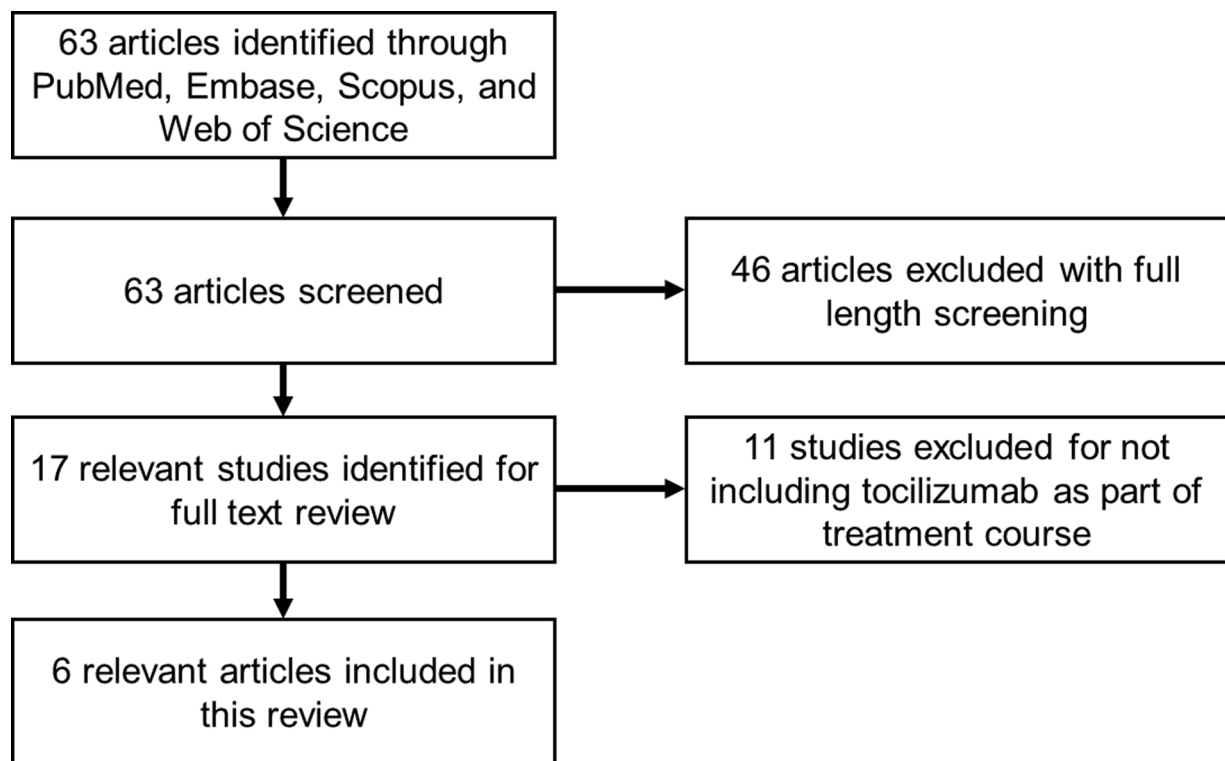 63 articles identified through
PubMed, Embase, Scopus, and
Web of Science
63 articles screened
46 articles excluded with full
length screening
17 relevant studies identified for
full text review
11 studies excluded for not
including tocilizumab as part of
treatment course
6 relevant articles included in
this review